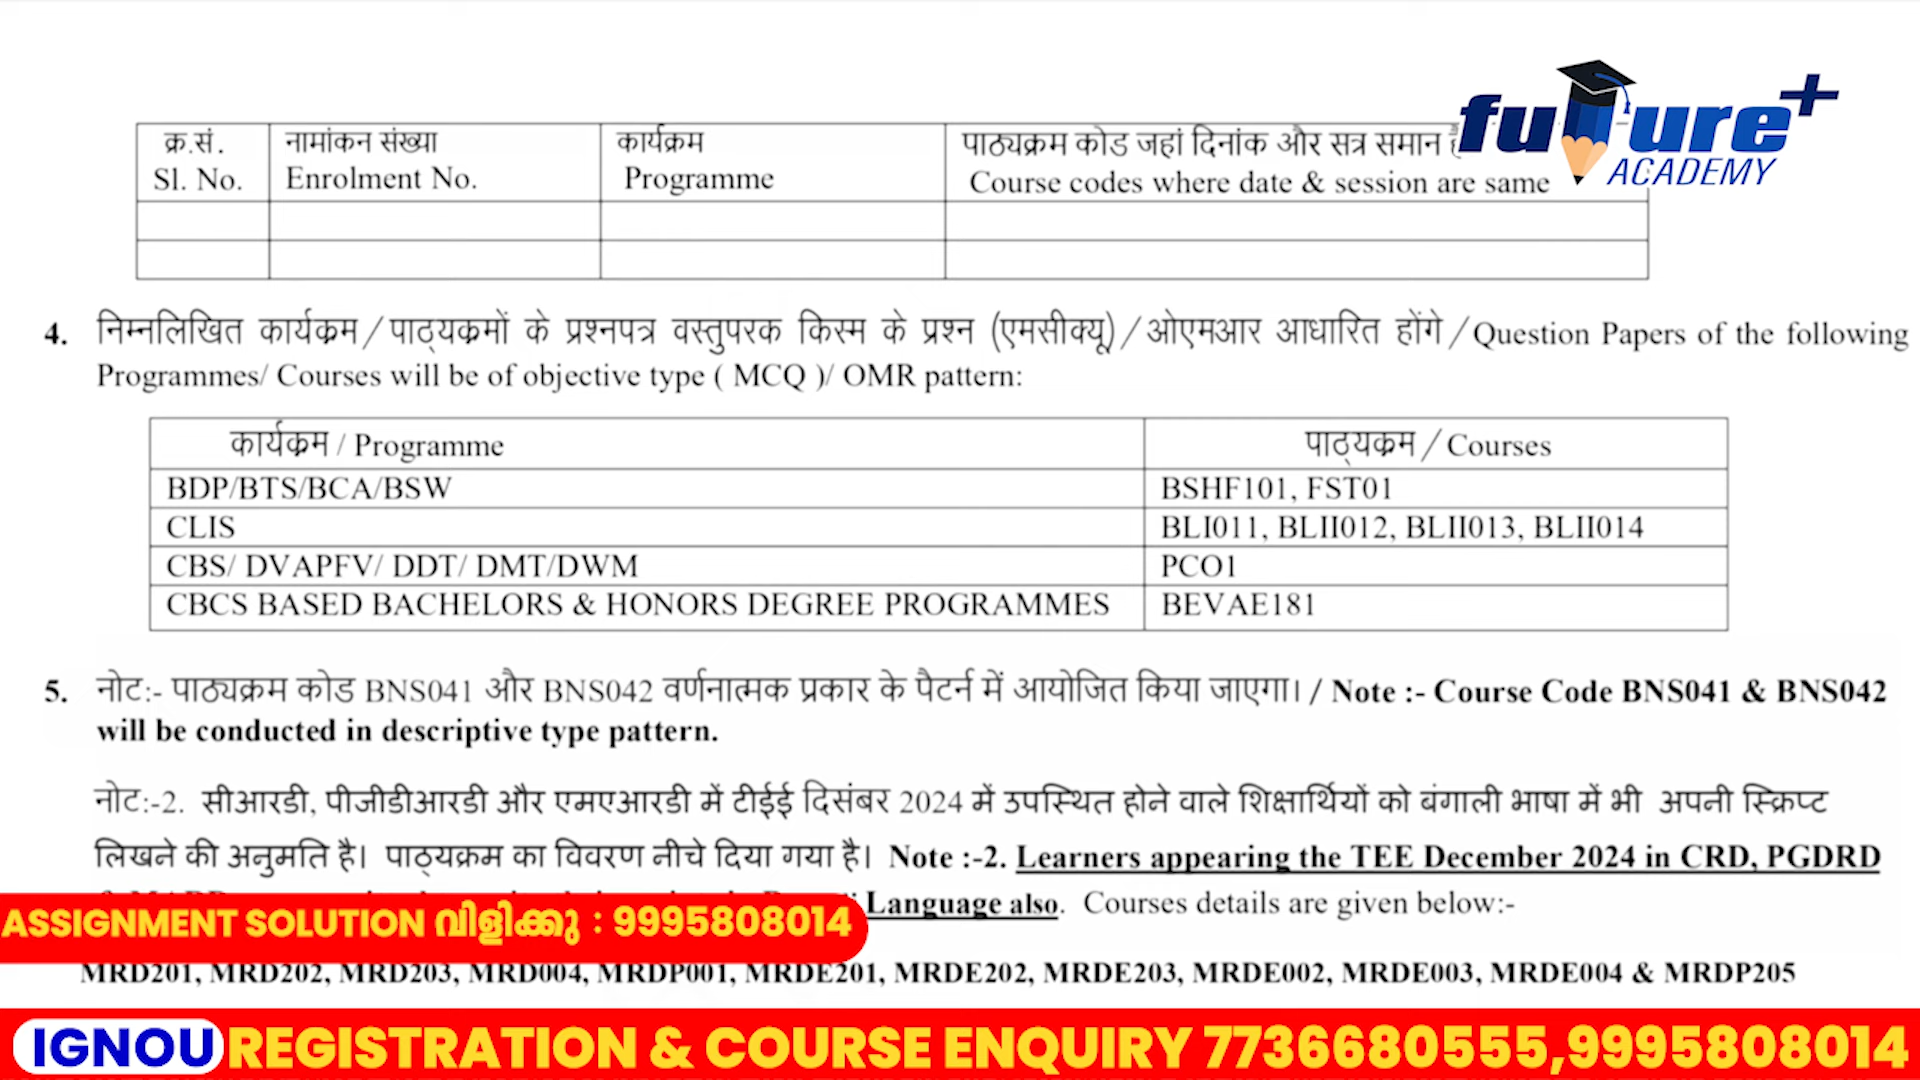 future+
ACADEMY
क्र.सं. नामांकन संख्या कार्यक्रम पाठ्यक्रम कोड जहां दिनांक और सत्र समान
Sl. No. Enrolment No. Programme Course codes where date & session are same
4. निम्नलिखित कार्यक्रम/पाठ्यक्रमों के प्रश्नपत्र वस्तुपरक किस्म के प्रश्न (एमसीक्यू)/ओएमआर आधारित होंगे/Question Papers of the following
Programmes/ Courses will be of objective type ( MCQ )/ OMR pattern:
कार्यक्रम / Programme पाठ्यक्रम / Courses
BDP/BTS/BCA/BSW BSHF101, FST01
CLIS BLI011, BLII012, BLII013, BLII014
CBS/ DVAPFV/ DDT/ DMT/DWM PCO1
CBCS BASED BACHELORS & HONORS DEGREE PROGRAMMES BEVAE181
5. नोट:- पाठ्यक्रम कोड BNS041 और BNS042 वर्णनात्मक प्रकार के पैटर्न में आयोजित किया जाएगा। / Note :- Course Code BNS041 & BNS042
will be conducted in descriptive type pattern.
नोट:-2. सीआरडी, पीजीडीआरडी और एमएआरडी में टीईई दिसंबर 2024 में उपस्थित होने वाले शिक्षार्थियों को बंगाली भाषा में भी अपनी स्क्रिप्ट
लिखने की अनुमति है। पाठ्यक्रम का विवरण नीचे दिया गया है। Note :-2. Learners appearing the TEE December 2024 in CRD, PGDRD
Language also. Courses details are given below:-
ASSIGNMENT SOLUTION വിളിക്കു : 9995808014
MRD201, MRD202, MRD203, MRD004, MRDP001, MRDE201, MRDE202, MRDE203, MRDE002, MRDE003, MRDE004 & MRDP205
IGNOU REGISTRATION & COURSE ENQUIRY 7736680555,9995808014